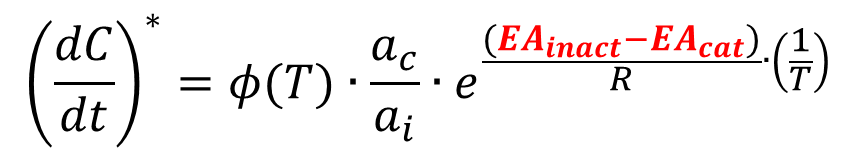 (dC/dt)* = ϕ(T) · a_c/a_i · e^((EA_inact−EA_cat)/R · (1/T))